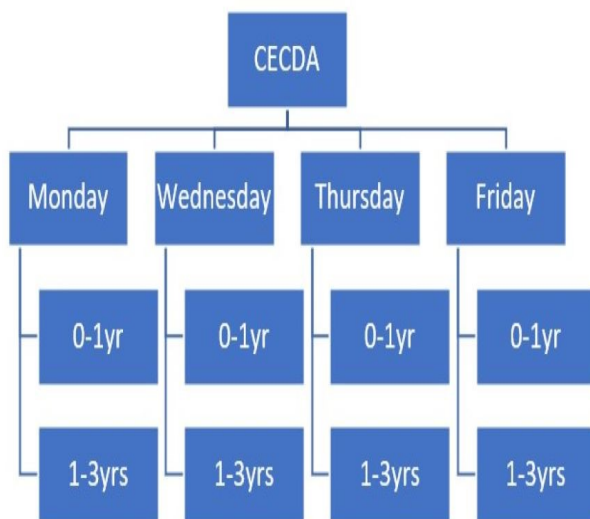 CECDA
Monday
Wednesday
Thursday
Friday
0-1yr
0-1yr
0-1yr
0-1yr
1-3yrs
1-3yrs
1-3yrs
1-3yrs